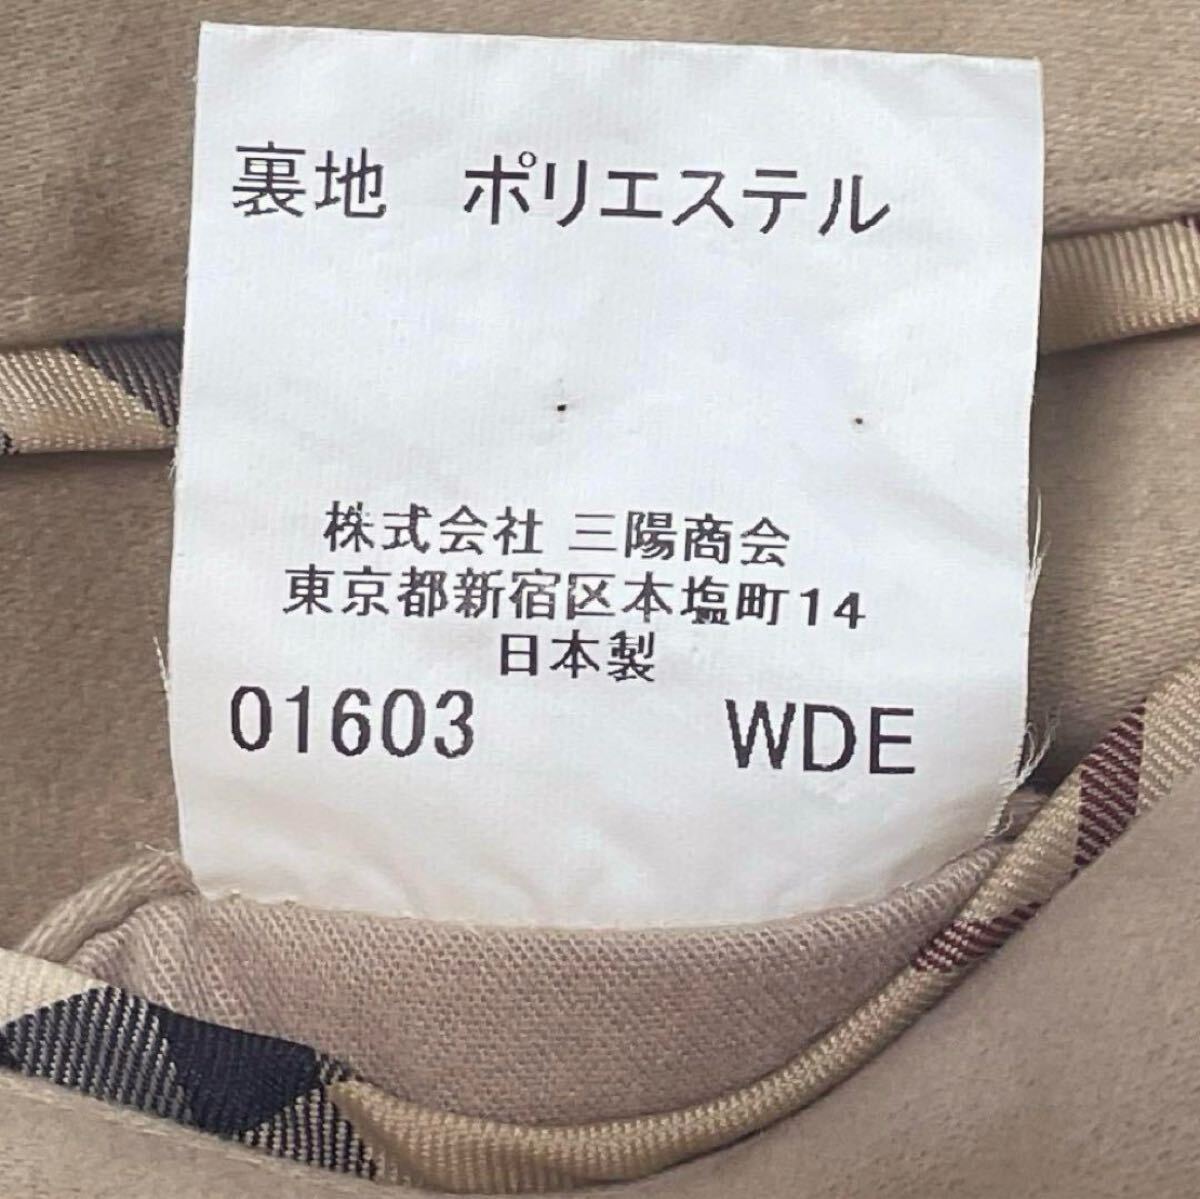 裏地　ポリエステル
株式会社 三陽商会
東京都新宿区本塩町14
日本製
01603 WDE